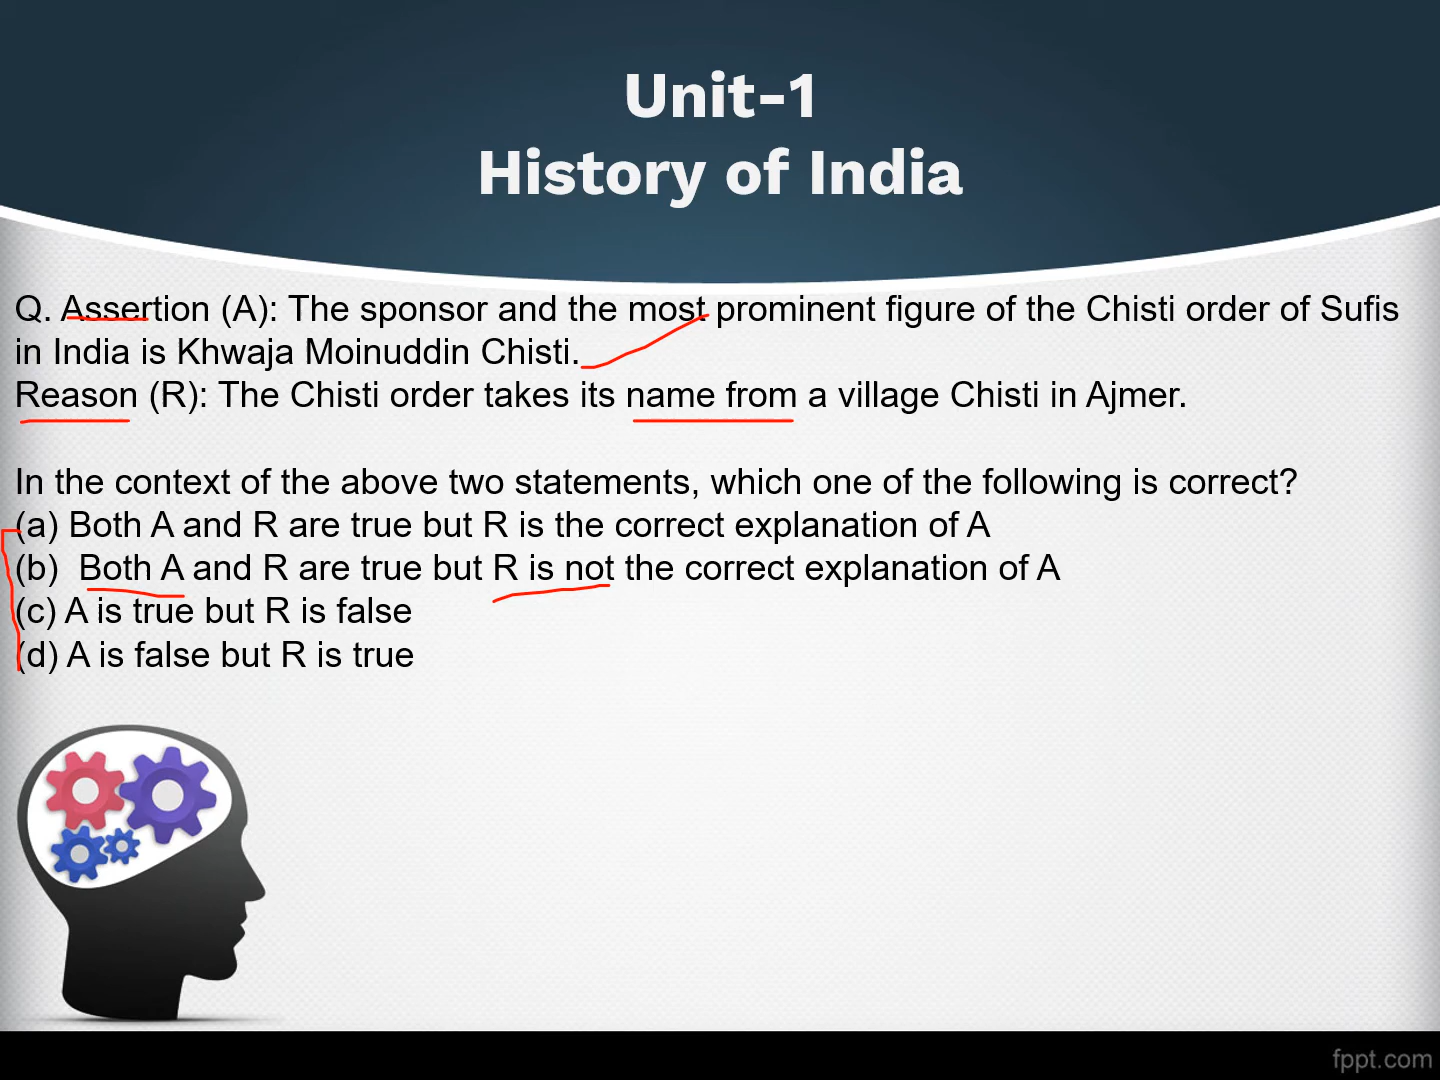 Unit-1
History of India
Q. Assertion (A): The sponsor and the most prominent figure of the Chisti order of Sufis
in India is Khwaja Moinuddin Chisti.
Reason (R): The Chisti order takes its name from a village Chisti in Ajmer.
In the context of the above two statements, which one of the following is correct?
(a) Both A and R are true but R is the correct explanation of A
(b) Both A and R are true but R is not the correct explanation of A
(c) A is true but R is false
(d) A is false but R is true
fppt.com